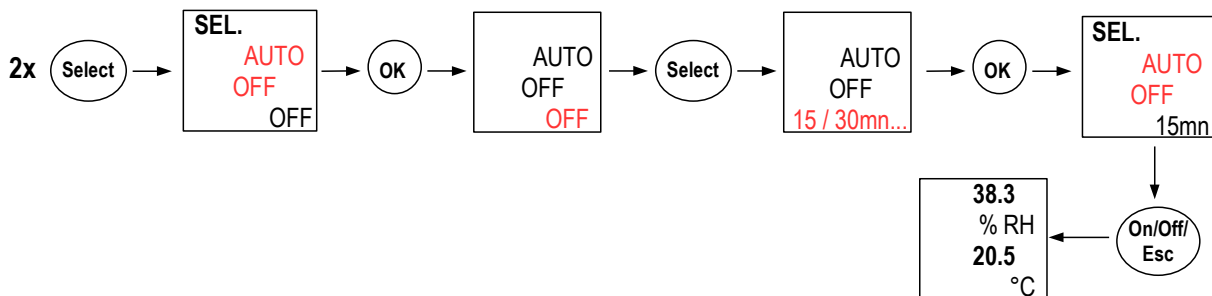 2x
Select
SEL.
AUTO
OFF
OFF
OK
AUTO
OFF
OFF
Select
AUTO
OFF
15 / 30mn...
OK
SEL.
AUTO
OFF
15mn
On/Off/
Esc
38.3
% RH
20.5
°C